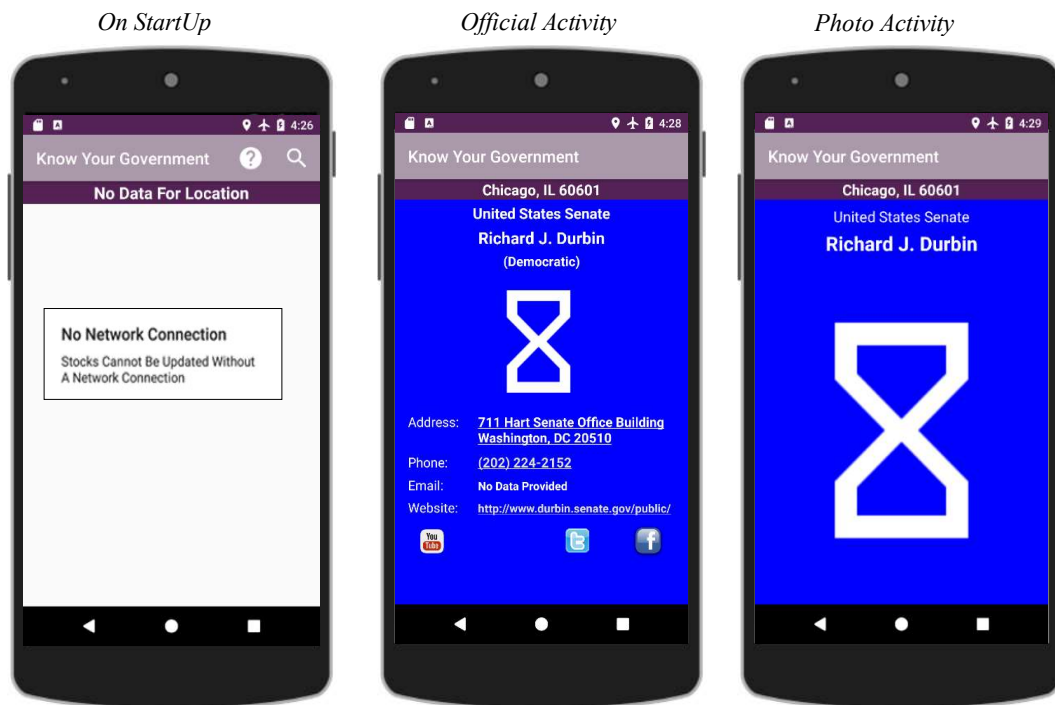 On StartUp
Official Activity
Photo Activity
4:26
Know Your Government
?
No Data For Location
No Network Connection
Stocks Cannot Be Updated Without
A Network Connection
4:28
Know Your Government
Chicago, IL 60601
United States Senate
Richard J. Durbin
(Democratic)
Address: 711 Hart Senate Office Building
Washington, DC 20510
Phone: (202) 224-2152
Email: No Data Provided
Website: http://www.durbin.senate.gov/public/
You
Tube
t
f
4:29
Know Your Government
Chicago, IL 60601
United States Senate
Richard J. Durbin